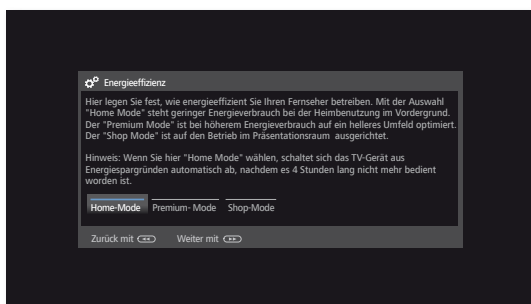 Energieeffizienz
Hier legen Sie fest, wie energieeffizient Sie Ihren Fernseher betreiben. Mit der Auswahl
"Home Mode" steht geringer Energieverbrauch bei der Heimbenutzung im Vordergrund.
Der "Premium Mode" ist bei höherem Energieverbrauch auf ein helleres Umfeld optimiert.
Der "Shop Mode" ist auf den Betrieb im Präsentationsraum ausgerichtet.
Hinweis: Wenn Sie hier "Home Mode" wählen, schaltet sich das TV-Gerät aus
Energiespargründen automatisch ab, nachdem es 4 Stunden lang nicht mehr bedient
worden ist.
Home-Mode Premium- Mode Shop-Mode
Zurück mit Weiter mit